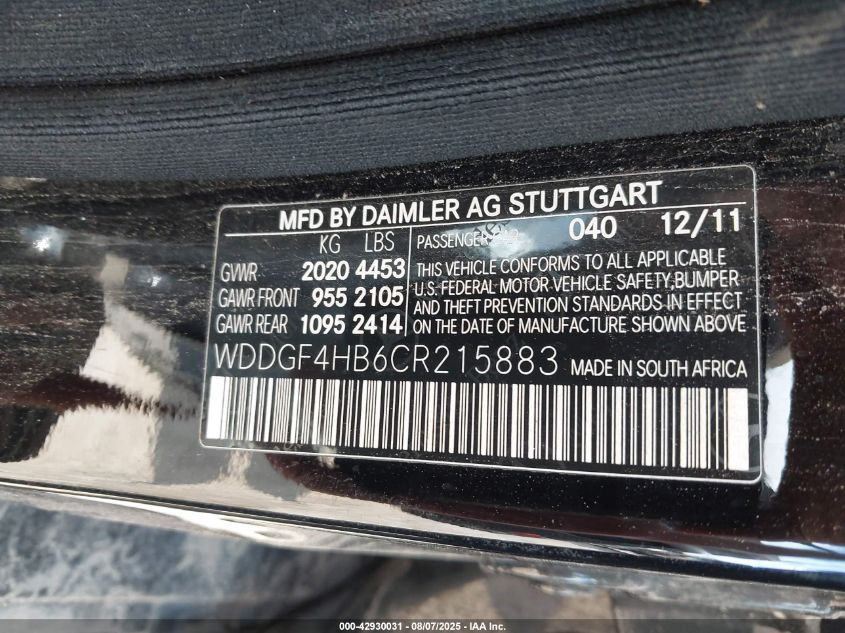 MFD BY DAIMLER AG STUTTGART
KG LBS PASSENGER CAR 040 12/11
GVWR 2020 4453 THIS VEHICLE CONFORMS TO ALL APPLICABLE
GAWR FRONT 955 2105 U.S. FEDERAL MOTOR VEHICLE SAFETY,BUMPER
AND THEFT PREVENTION STANDARDS IN EFFECT
GAWR REAR 1095 2414 ON THE DATE OF MANUFACTURE SHOWN ABOVE
WDDGF4HB6CR215883 MADE IN SOUTH AFRICA
000-42930031 - 08/07/2025 - IAA Inc.